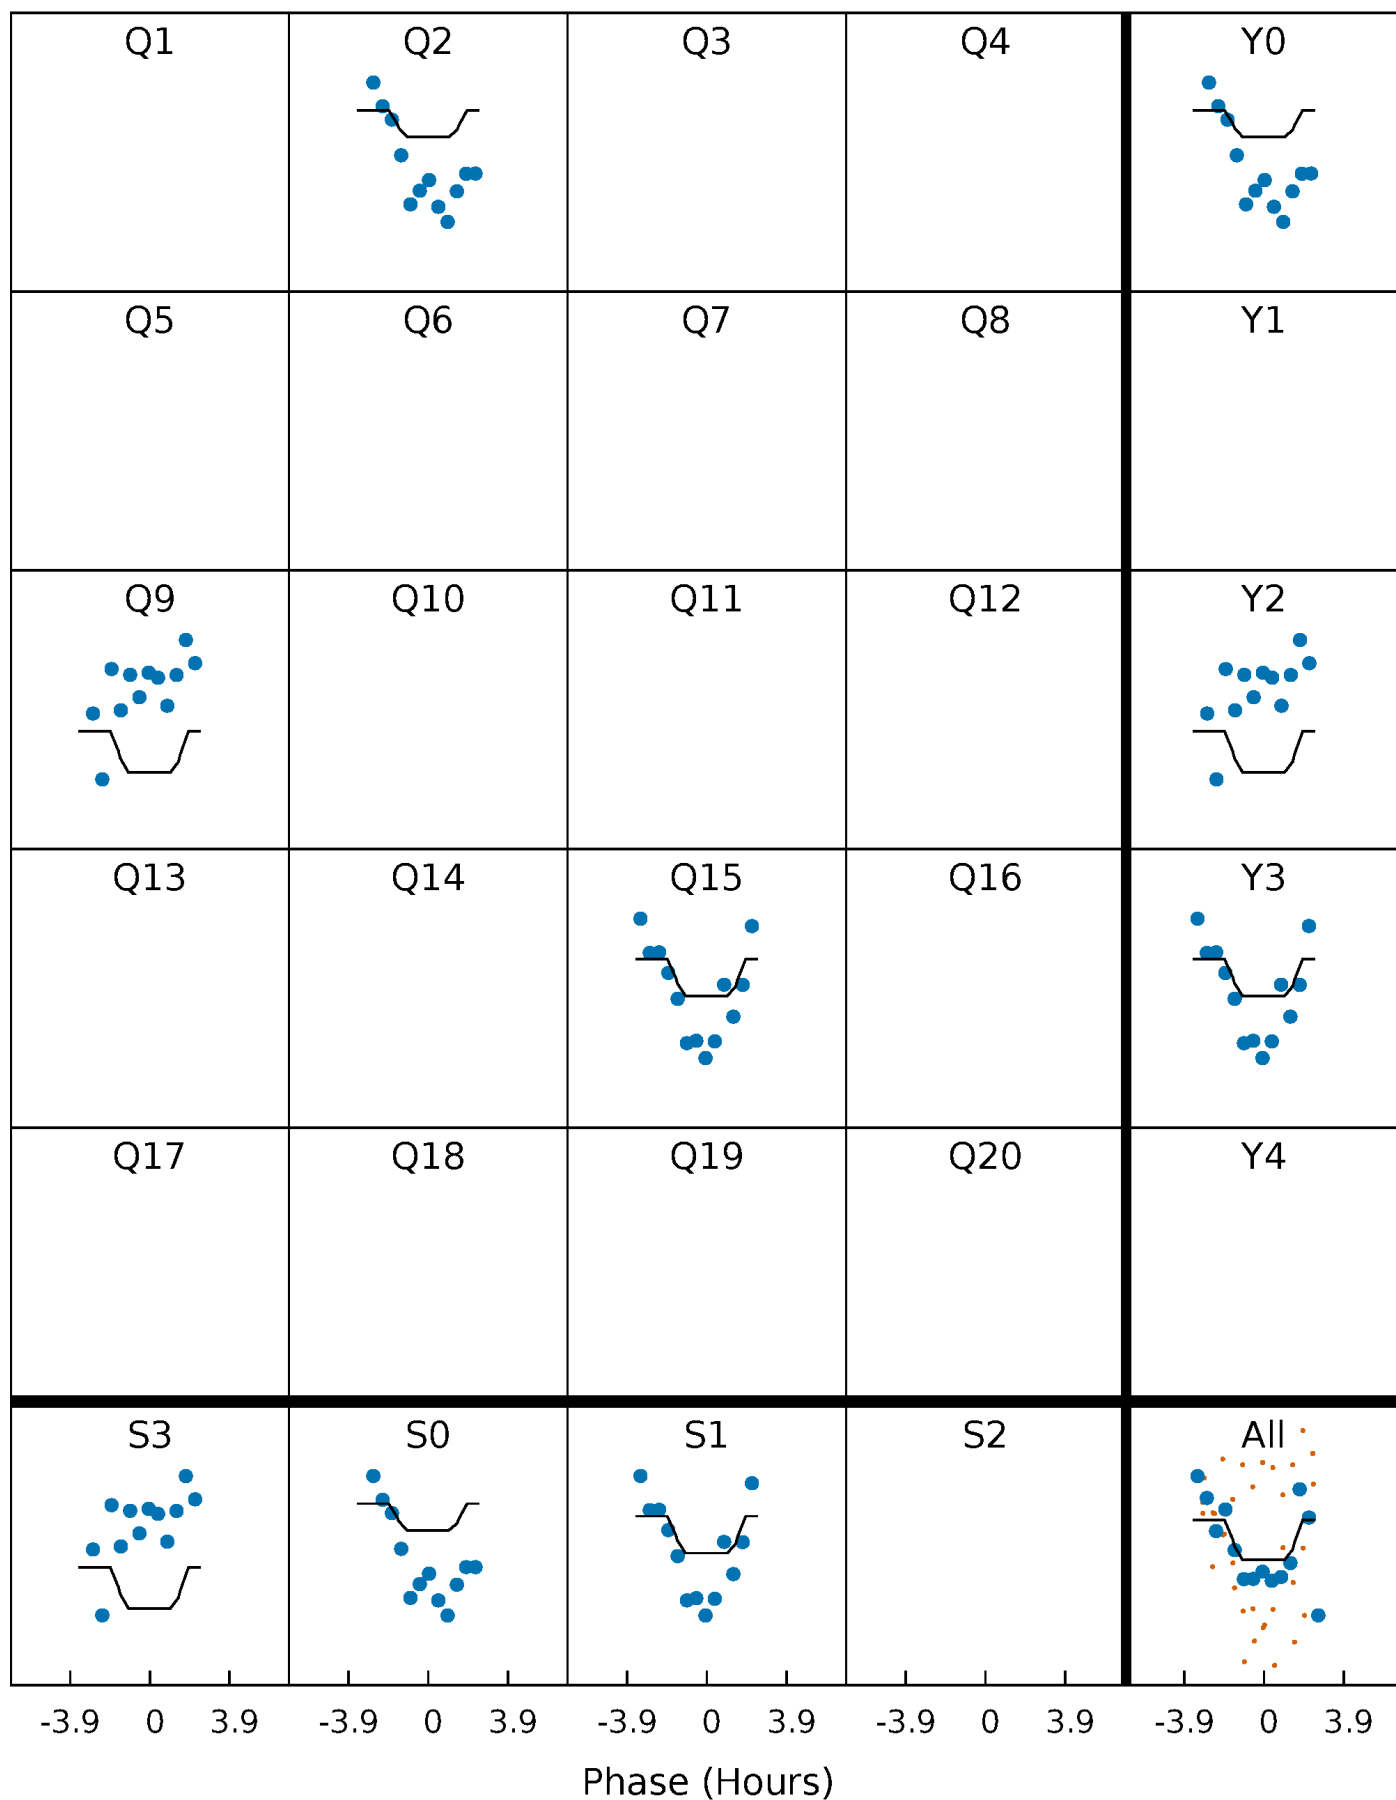 Q1 Q2 Q3 Q4 Y0
Q5 Q6 Q7 Q8 Y1
Q9 Q10 Q11 Q12 Y2
Q13 Q14 Q15 Q16 Y3
Q17 Q18 Q19 Q20 Y4
S3 S0 S1 S2 All
-3.9 0 3.9 -3.9 0 3.9 -3.9 0 3.9 -3.9 0 3.9 -3.9 0 3.9
Phase (Hours)